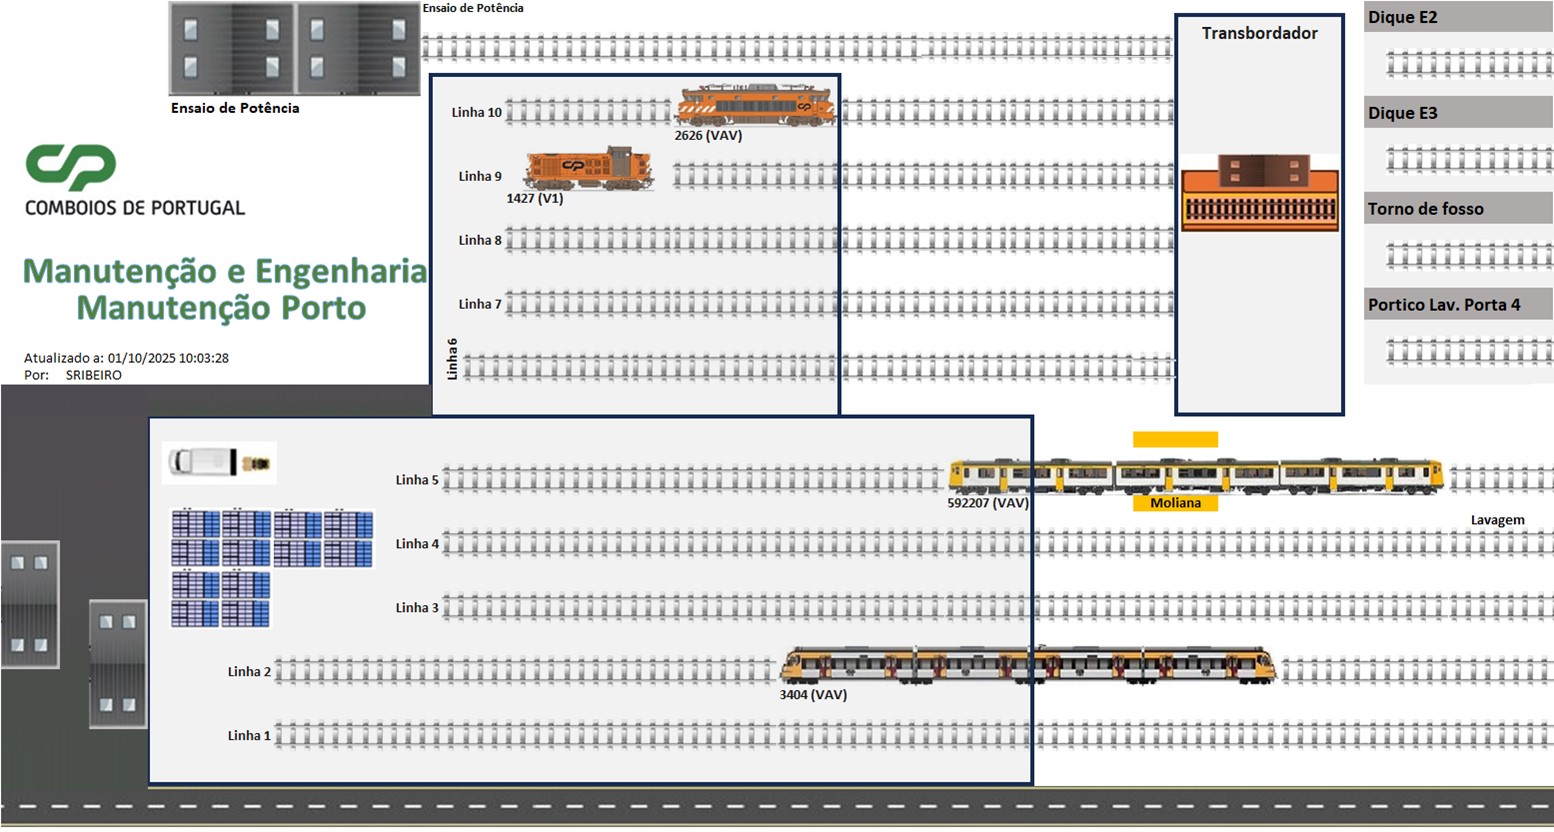 Ensaio de Potência
Ensaio de Potência
Transbordador
Dique E2
Dique E3
Torno de fosso
Portico Lav. Porta 4
CP
COMBOIOS DE PORTUGAL
Manutenção e Engenharia
Manutenção Porto
Atualizado a: 01/10/2025 10:03:28
Por: SRIBEIRO
Linha 10
CP
2626 (VAV)
Linha 9
CP
1427 (V1)
Linha 8
Linha 7
Linha 6
Linha 5
592207 (VAV)
Moliana
Lavagem
Linha 4
Linha 3
Linha 2
3404 (VAV)
Linha 1